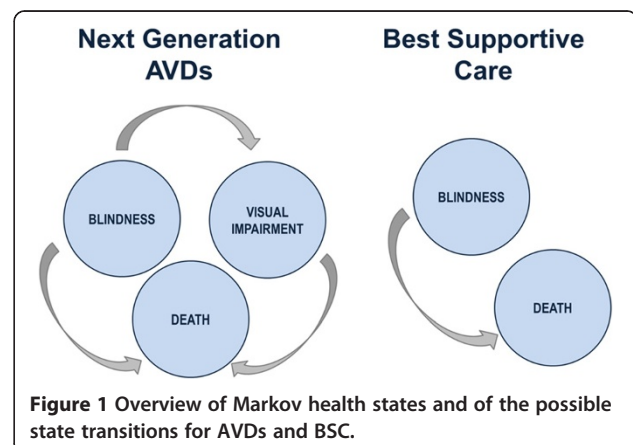 Next Generation
AVDs
Best Supportive
Care
BLINDNESS
VISUAL
IMPAIRMENT
DEATH
BLINDNESS
DEATH
Figure 1 Overview of Markov health states and of the possible
state transitions for AVDs and BSC.